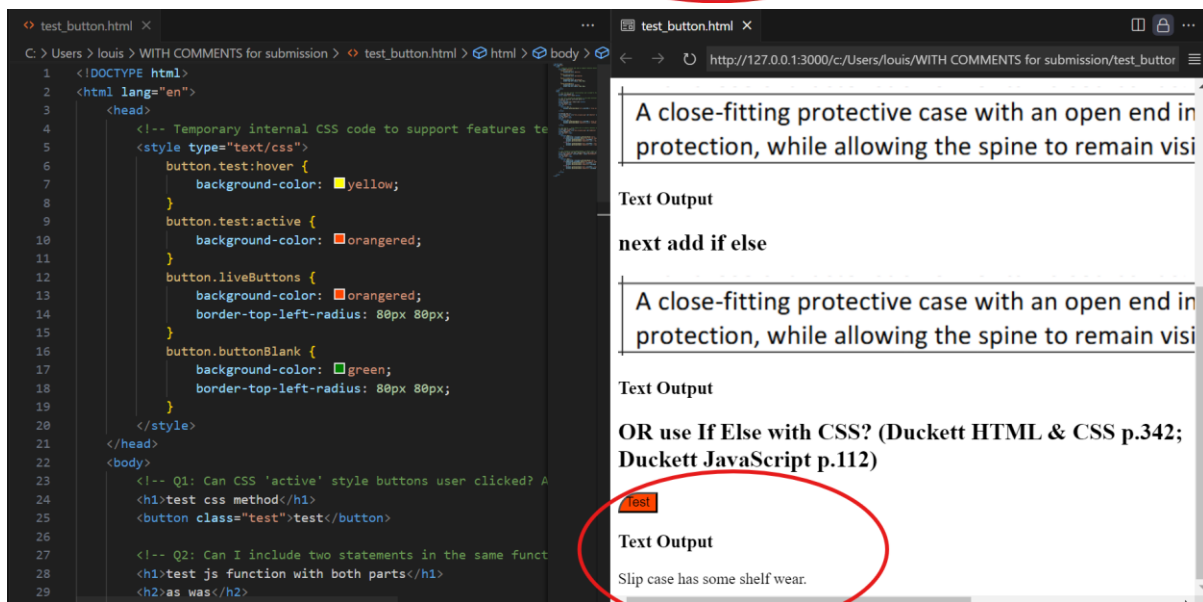 test_button.html
C: > Users > louis > WITH COMMENTS for submission > test_button.html > html > body >
1 <!DOCTYPE html>
2 <html lang="en">
3 <head>
4 <!-- Temporary internal CSS code to support features te
5 <style type="text/css">
6 button.test:hover {
7 background-color: yellow;
8 }
9 button.test:active {
10 background-color: orangered;
11 }
12 button.liveButtons {
13 background-color: orangered;
14 border-top-left-radius: 80px 80px;
15 }
16 button.buttonBlank {
17 background-color: green;
18 border-top-left-radius: 80px 80px;
19 }
20 </style>
21 </head>
22 <body>
23 <!-- Q1: Can CSS 'active' style buttons user clicked? A
24 <h1>test css method</h1>
25 <button class="test">test</button>
26
27 <!-- Q2: Can I include two statements in the same funct
28 <h1>test js function with both parts</h1>
29 <h2>as was</h2>
test_button.html
http://127.0.0.1:3000/c:/Users/louis/WITH COMMENTS for submission/test_buttor
A close-fitting protective case with an open end in
protection, while allowing the spine to remain visi
Text Output
next add if else
A close-fitting protective case with an open end in
protection, while allowing the spine to remain visi
Text Output
OR use If Else with CSS? (Duckett HTML & CSS p.342;
Duckett JavaScript p.112)
Test
Text Output
Slip case has some shelf wear.